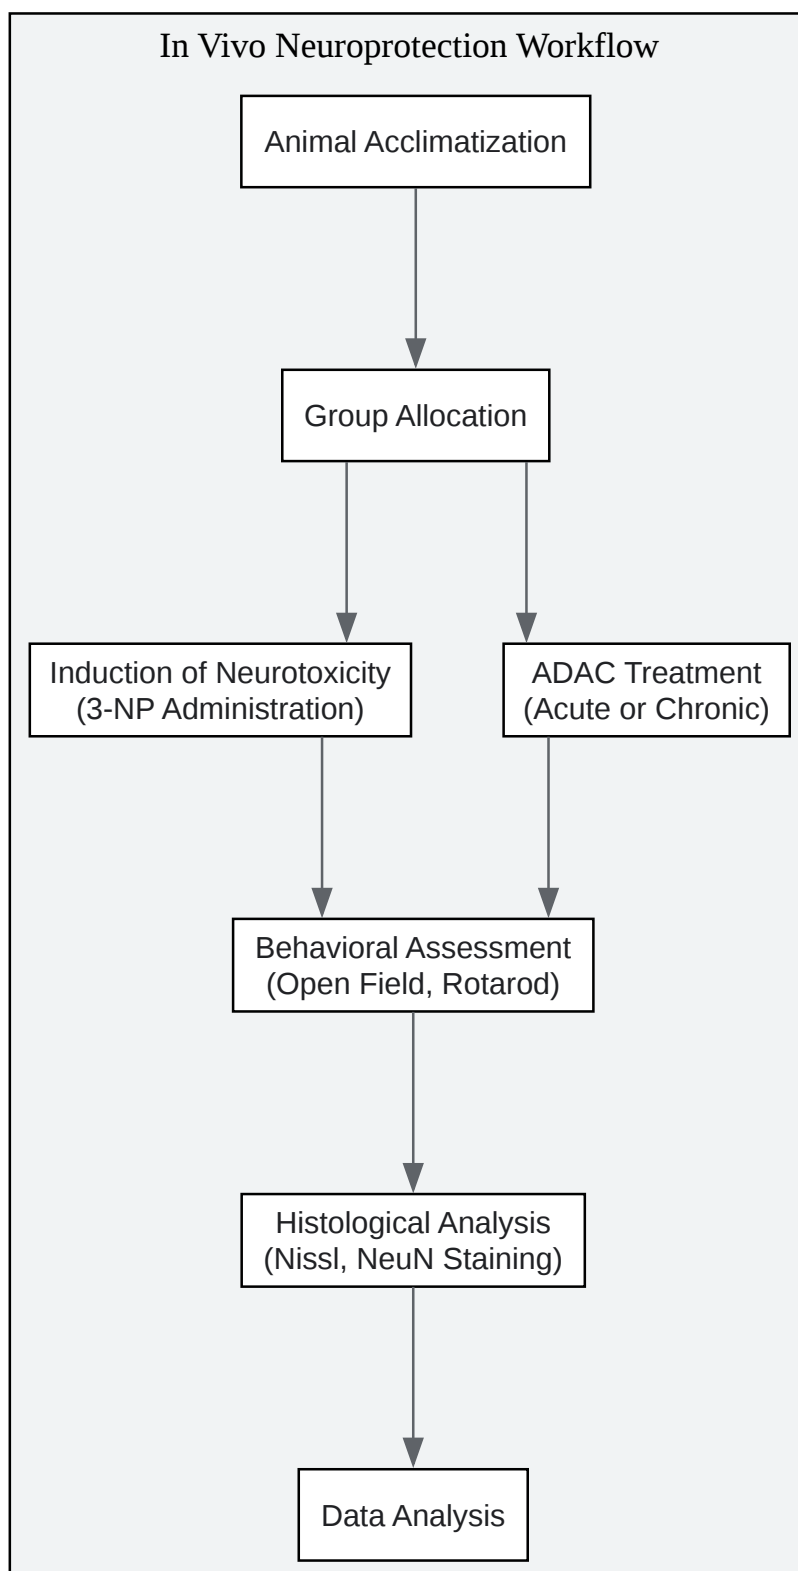 In Vivo Neuroprotection Workflow
Animal Acclimatization
Group Allocation
Induction of Neurotoxicity
(3-NP Administration)
ADAC Treatment
(Acute or Chronic)
Behavioral Assessment
(Open Field, Rotarod)
Histological Analysis
(Nissl, NeuN Staining)
Data Analysis